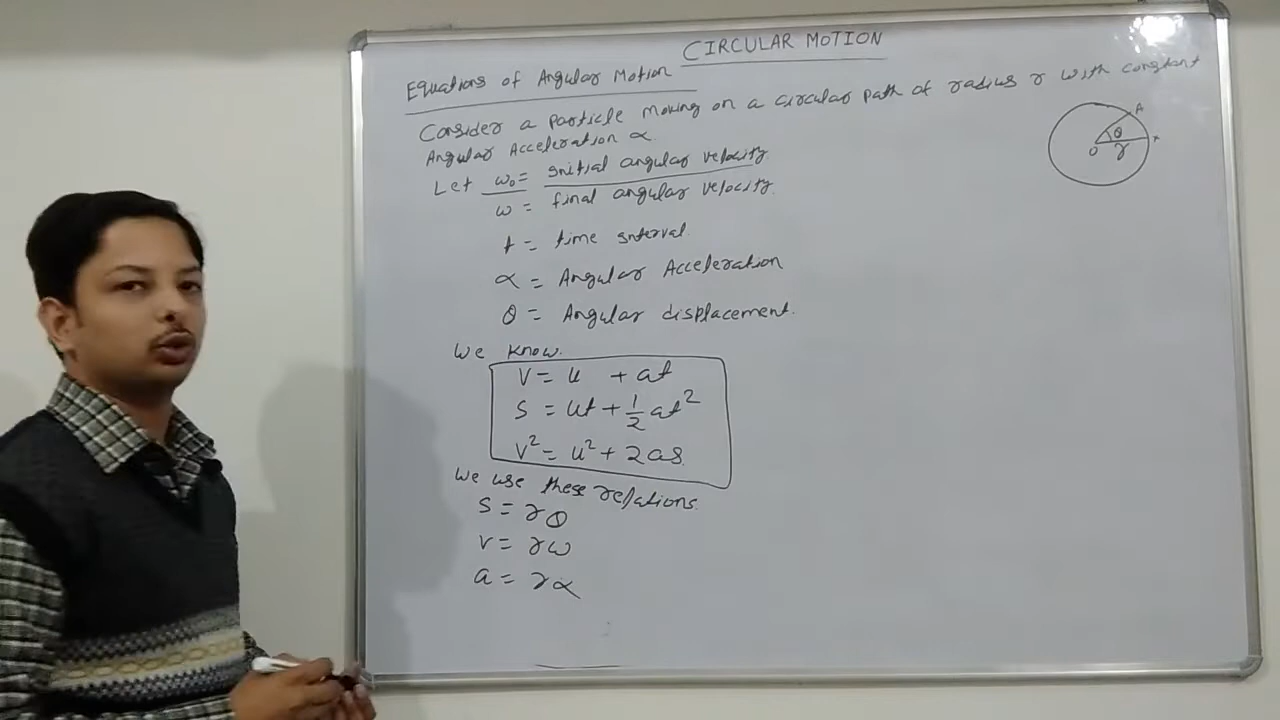 CIRCULAR MOTION
Equations of Angular Motion
Consider a particle moving on a circular path of radius r with constant
Angular Acceleration α.
Let ω₀ = Initial angular velocity.
ω = final angular velocity.
t = time interval.
α = Angular Acceleration
θ = Angular displacement.
We know.
V = u + at
S = ut + 1/2 at²
V² = u² + 2as.
We use these relations.
S = rθ
V = rω
a = rα
A
θ
O
r